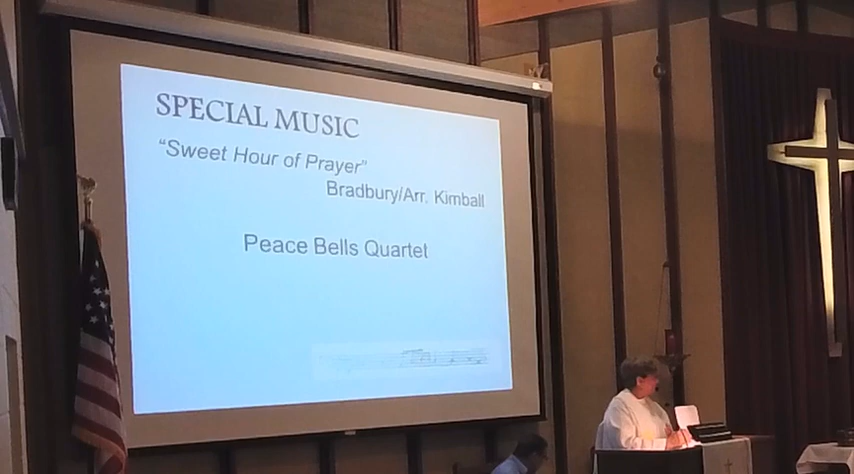 SPECIAL MUSIC
“Sweet Hour of Prayer”
Bradbury/Arr. Kimball
Peace Bells Quartet